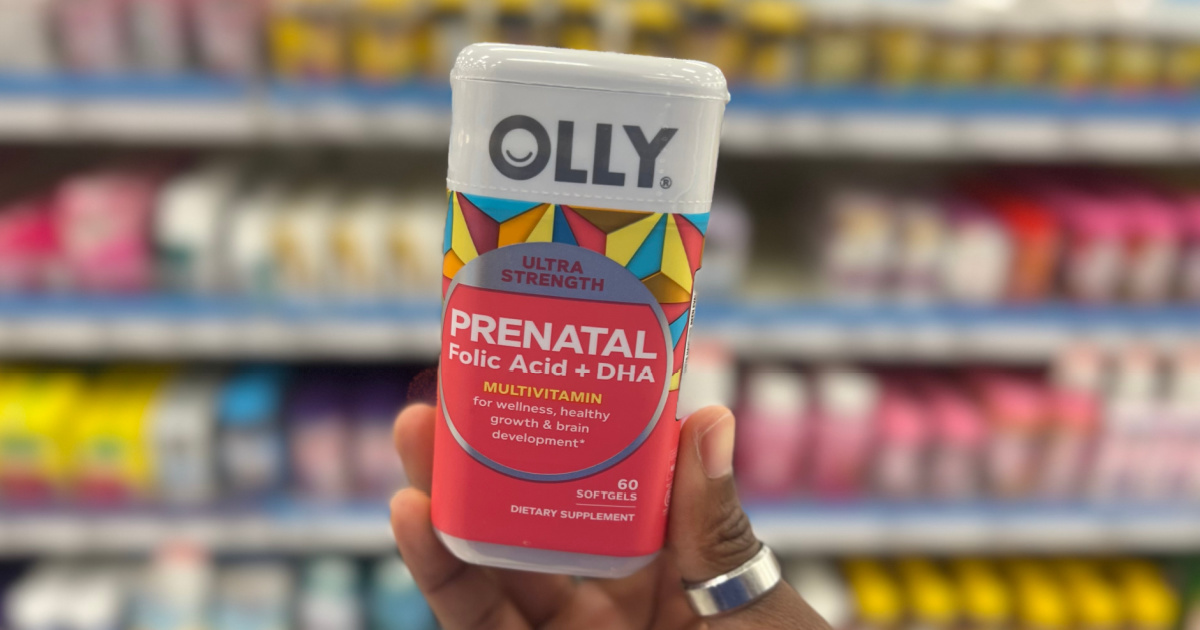 OLLY®
ULTRA
STRENGTH
PRENATAL
Folic Acid + DHA
MULTIVITAMIN
for wellness, healthy
growth & brain
development*
60
SOFTGELS
DIETARY SUPPLEMENT